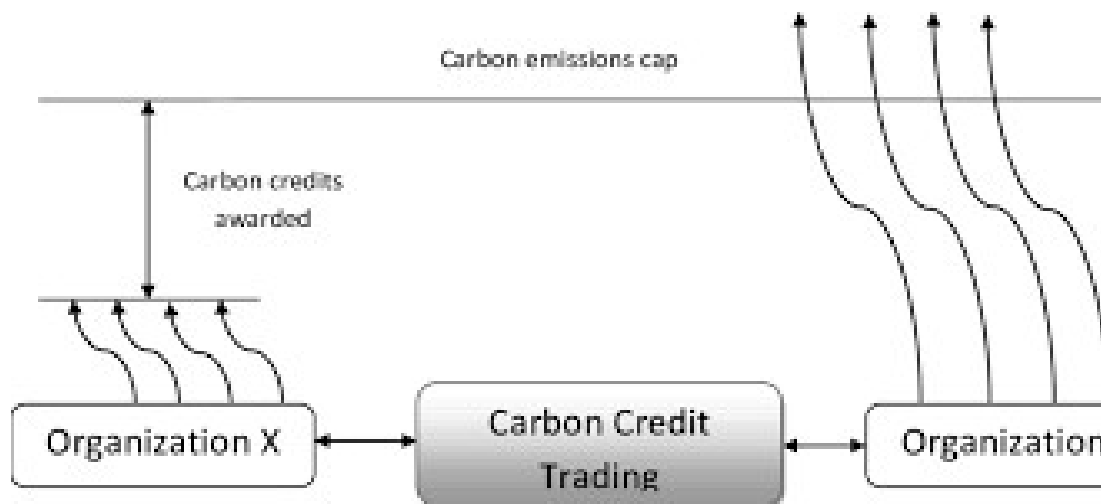 Carbon emissions cap
Carbon credits
awarded
Organization X
Carbon Credit
Trading
Organization